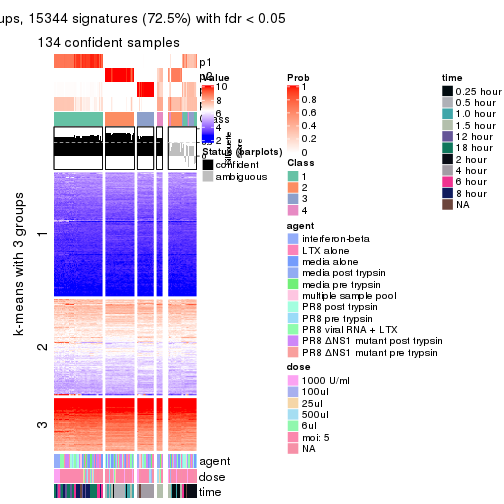 ups, 15344 signatures (72.5%) with fdr < 0.05
134 confident samples
p1
Value
10
8
6
4
2
Status (barplots)
confident
ambiguous
Silhouette
score
k-means with 3 groups
1
2
3
agent
dose
time
Prob
1
0.8
0.6
0.4
0.2
0
Class
1
2
3
4
agent
interferon-beta
LTX alone
media alone
media post trypsin
media pre trypsin
multiple sample pool
PR8 post trypsin
PR8 pre trypsin
PR8 viral RNA + LTX
PR8 ΔNS1 mutant post trypsin
PR8 ΔNS1 mutant pre trypsin
dose
1000 U/ml
100ul
25ul
500ul
6ul
moi: 5
NA
time
0.25 hour
0.5 hour
1.0 hour
1.5 hour
12 hour
18 hour
2 hour
4 hour
6 hour
8 hour
NA